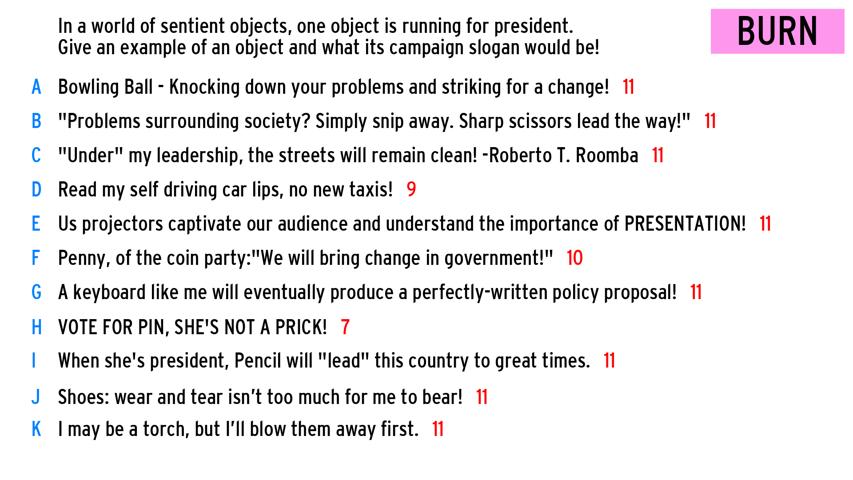 In a world of sentient objects, one object is running for president.
Give an example of an object and what its campaign slogan would be!
BURN
A Bowling Ball - Knocking down your problems and striking for a change! 11
B "Problems surrounding society? Simply snip away. Sharp scissors lead the way!" 11
C "Under" my leadership, the streets will remain clean! -Roberto T. Roomba 11
D Read my self driving car lips, no new taxis! 9
E Us projectors captivate our audience and understand the importance of PRESENTATION! 11
F Penny, of the coin party:"We will bring change in government!" 10
G A keyboard like me will eventually produce a perfectly-written policy proposal! 11
H VOTE FOR PIN, SHE'S NOT A PRICK! 7
I When she's president, Pencil will "lead" this country to great times. 11
J Shoes: wear and tear isn’t too much for me to bear! 11
K I may be a torch, but I’ll blow them away first. 11